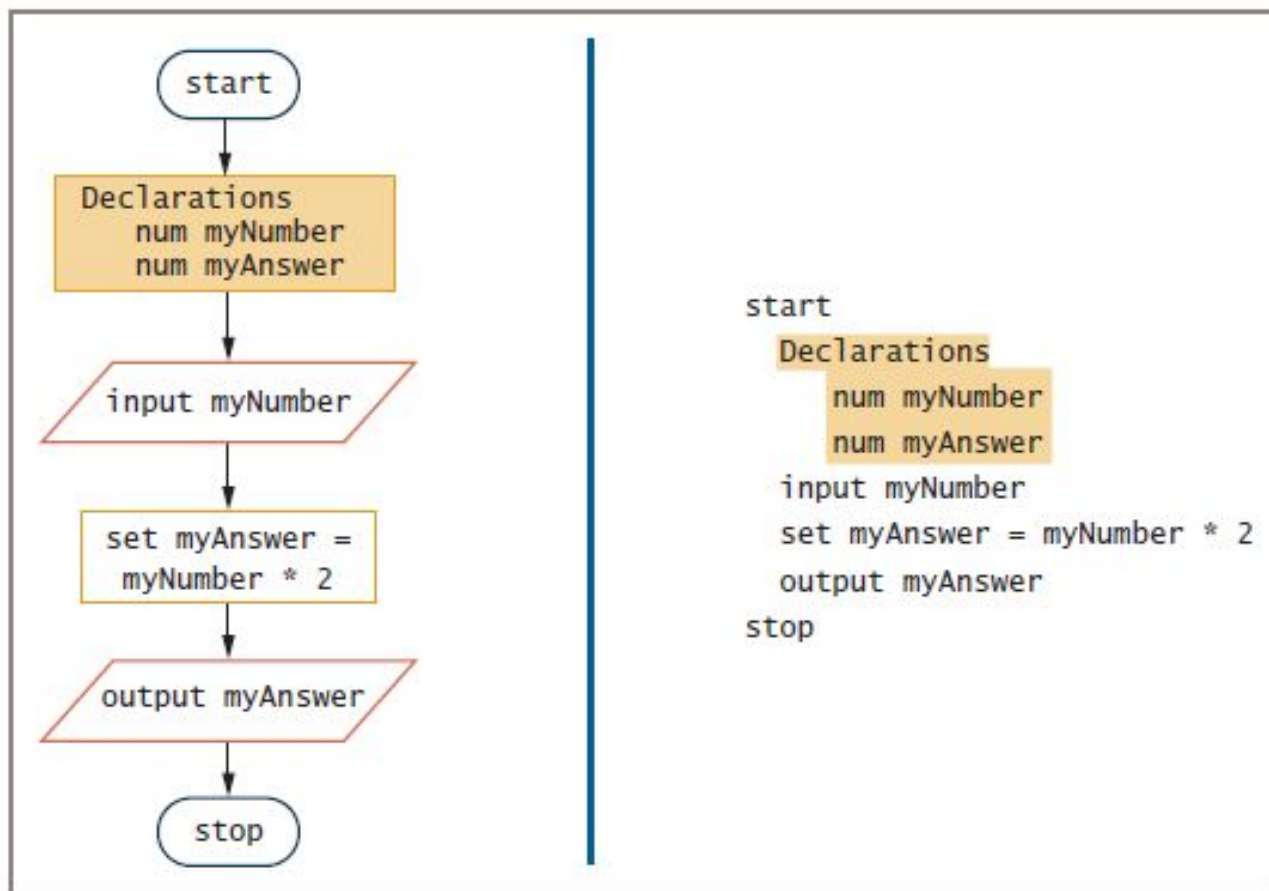 start
Declarations
num myNumber
num myAnswer
input myNumber
set myAnswer =
myNumber * 2
output myAnswer
stop
start
Declarations
num myNumber
num myAnswer
input myNumber
set myAnswer = myNumber * 2
output myAnswer
stop